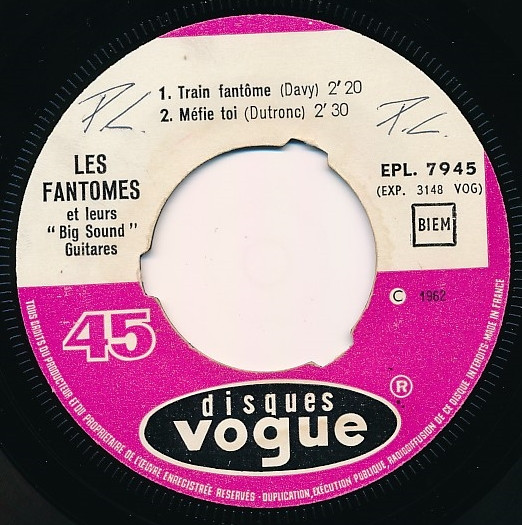 1. Train fantôme (Davy) 2'20
2. Méfie toi (Dutronc) 2'30
P.L.
P.L.
LES
FANTOMES
et leurs
"Big Sound"
Guitares
EPL. 7945
(EXP. 3148 VOG)
BIEM
© 1962
45
®
disques
vogue
TOUS DROITS DU PRODUCTEUR ET DU PROPRIETAIRE DE L'ŒUVRE ENREGISTRÉE RESERVÉS - DUPLICATION, EXÉCUTION PUBLIQUE, RADIODIFFUSION DE CE DISQUE INTERDITS - MADE IN FRANCE